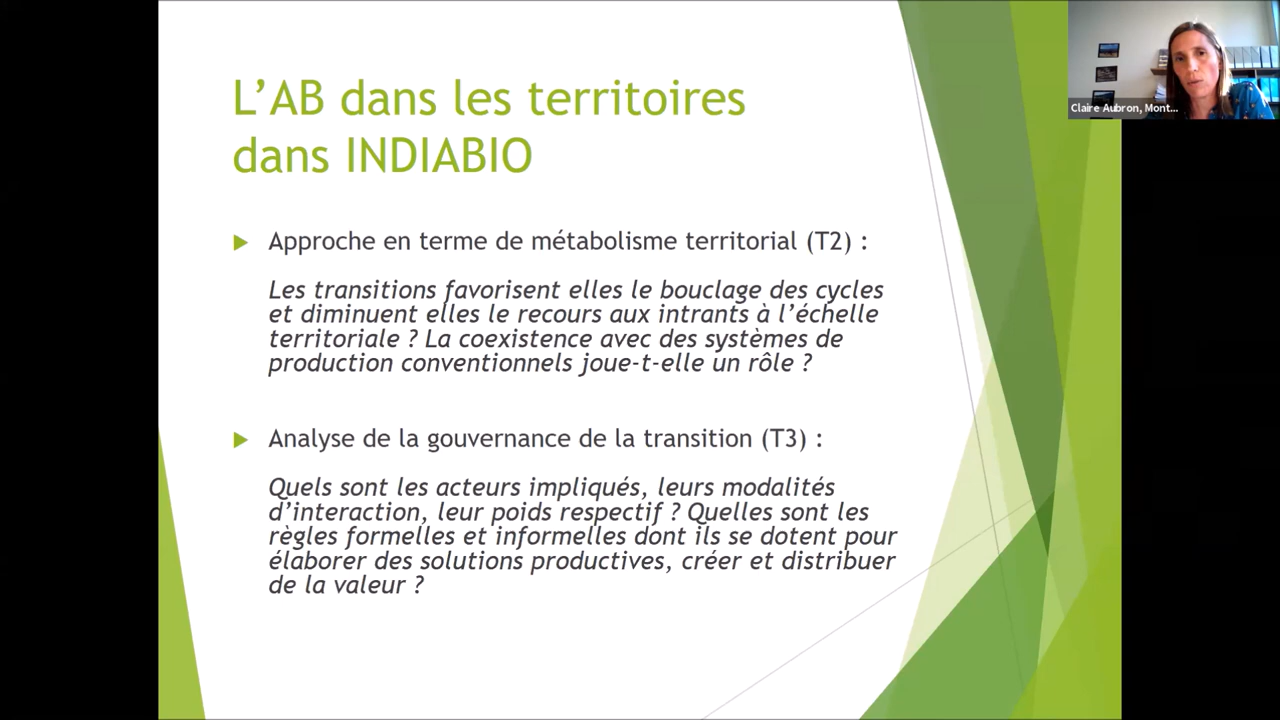 L'AB dans les territoires
dans INDIABIO
Claire Aubron, Mont...
Approche en terme de métabolisme territorial (T2) :
Les transitions favorisent elles le bouclage des cycles
et diminuent elles le recours aux intrants à l'échelle
territoriale ? La coexistence avec des systèmes de
production conventionnels joue-t-elle un rôle ?
Analyse de la gouvernance de la transition (T3) :
Quels sont les acteurs impliqués, leurs modalités
d'interaction, leur poids respectif ? Quelles sont les
règles formelles et informelles dont ils se dotent pour
élaborer des solutions productives, créer et distribuer
de la valeur ?